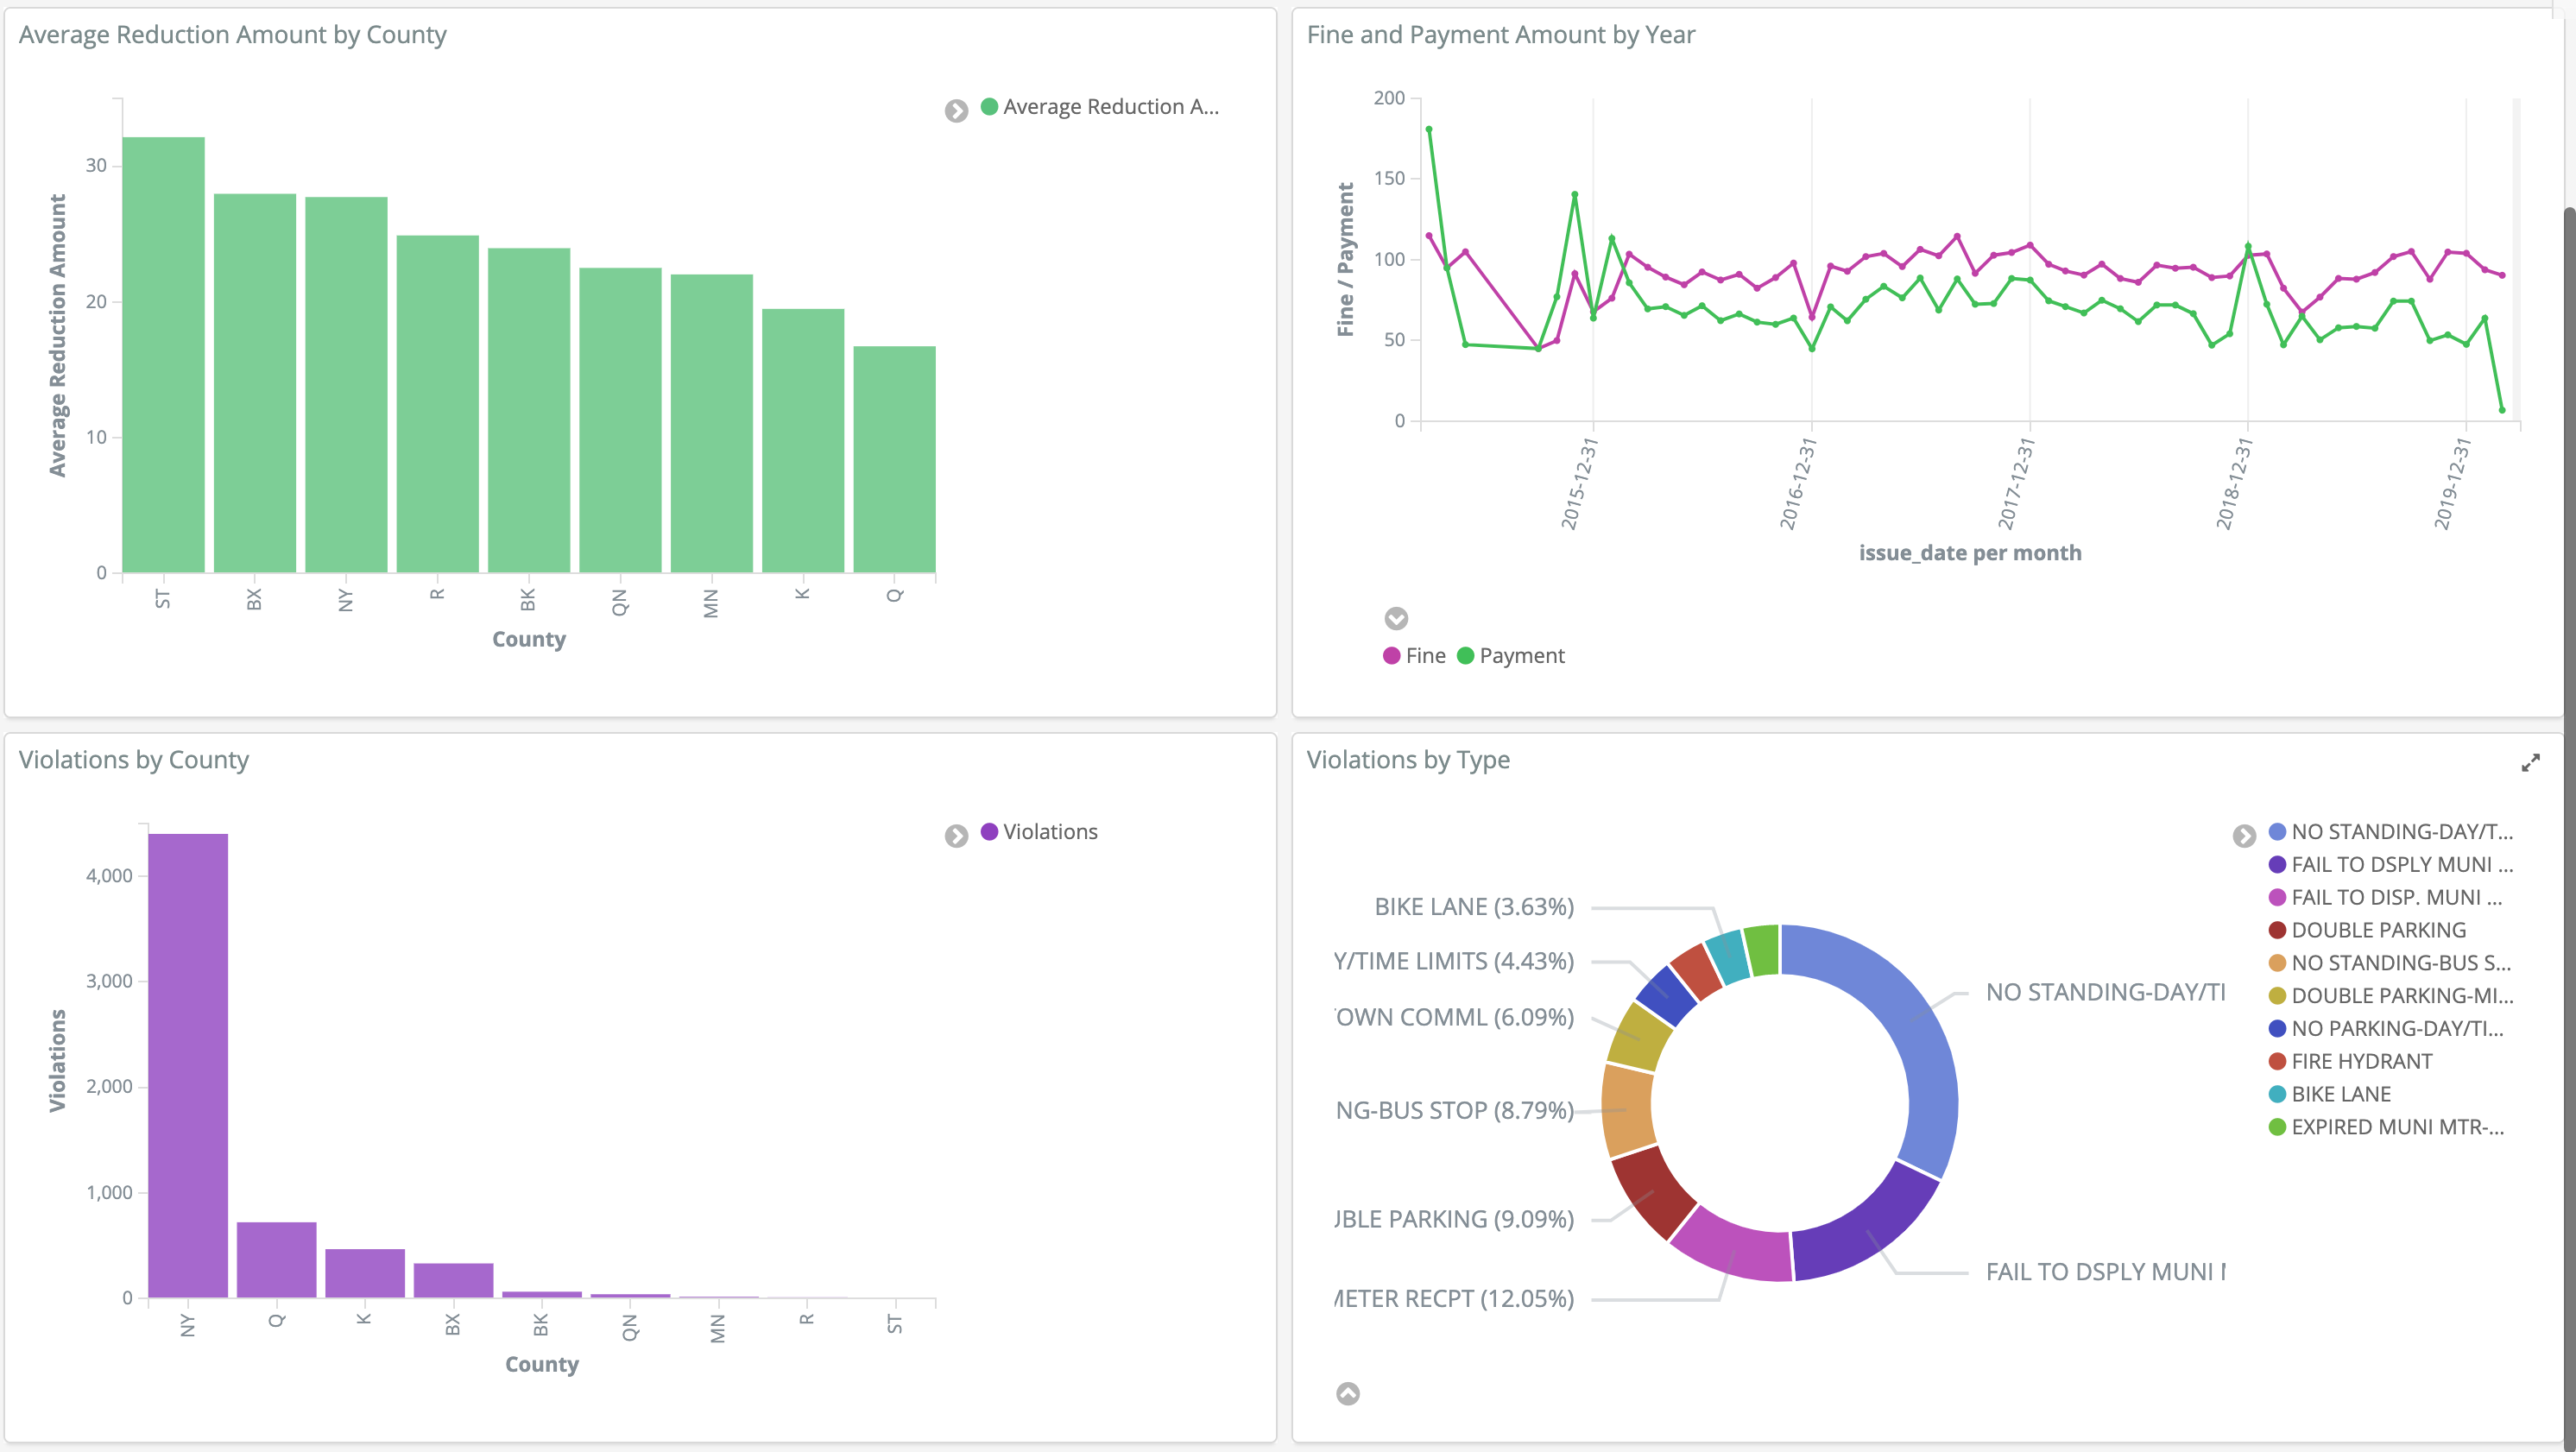 Average Reduction Amount by County
Average Reduction A...
Average Reduction Amount
30
20
10
0
ST
BX
NY
R
BK
QN
MN
K
Q
County
Fine and Payment Amount by Year
Fine / Payment
200
150
100
50
0
2015-12-31
2016-12-31
2017-12-31
2018-12-31
2019-12-31
issue_date per month
Fine
Payment
Violations by County
Violations
Violations
4,000
3,000
2,000
1,000
0
NY
Q
K
BX
BK
QN
MN
R
ST
County
Violations by Type
BIKE LANE (3.63%)
Y/TIME LIMITS (4.43%)
OWN COMML (6.09%)
NG-BUS STOP (8.79%)
UBLE PARKING (9.09%)
METER RECPT (12.05%)
NO STANDING-DAY/TI
FAIL TO DSPLY MUNI
NO STANDING-DAY/T...
FAIL TO DSPLY MUNI ...
FAIL TO DISP. MUNI ...
DOUBLE PARKING
NO STANDING-BUS S...
DOUBLE PARKING-MI...
NO PARKING-DAY/TI...
FIRE HYDRANT
BIKE LANE
EXPIRED MUNI MTR-...